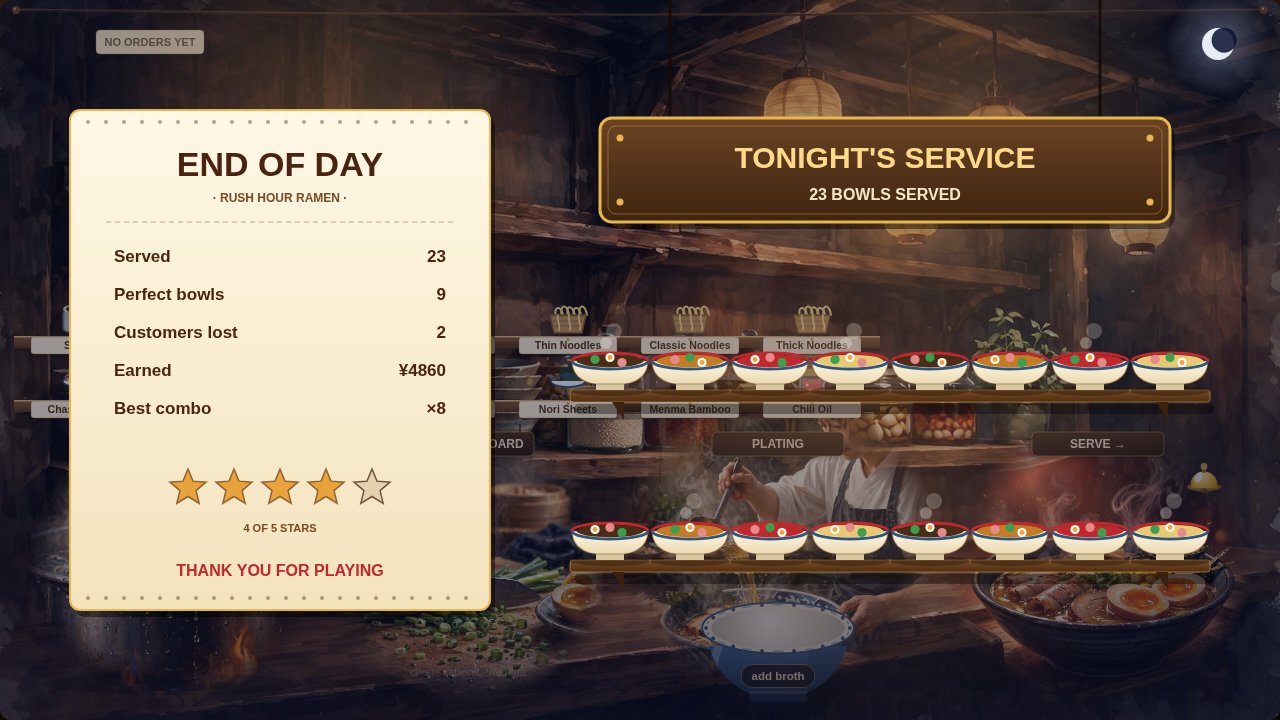 NO ORDERS YET
END OF DAY
· RUSH HOUR RAMEN ·
Served 23
Perfect bowls 9
Customers lost 2
Earned ¥4860
Best combo ×8
4 OF 5 STARS
THANK YOU FOR PLAYING
TONIGHT'S SERVICE
23 BOWLS SERVED
Thin Noodles
Classic Noodles
Thick Noodles
Nori Sheets
Menma Bamboo
Chili Oil
PLATING
SERVE →
add broth